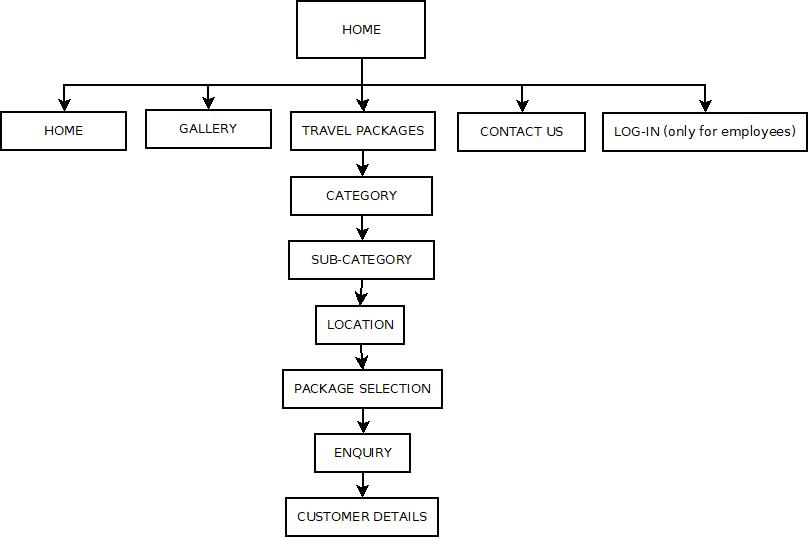 HOME
HOME
GALLERY
TRAVEL PACKAGES
CONTACT US
LOG-IN (only for employees)
CATEGORY
SUB-CATEGORY
LOCATION
PACKAGE SELECTION
ENQUIRY
CUSTOMER DETAILS